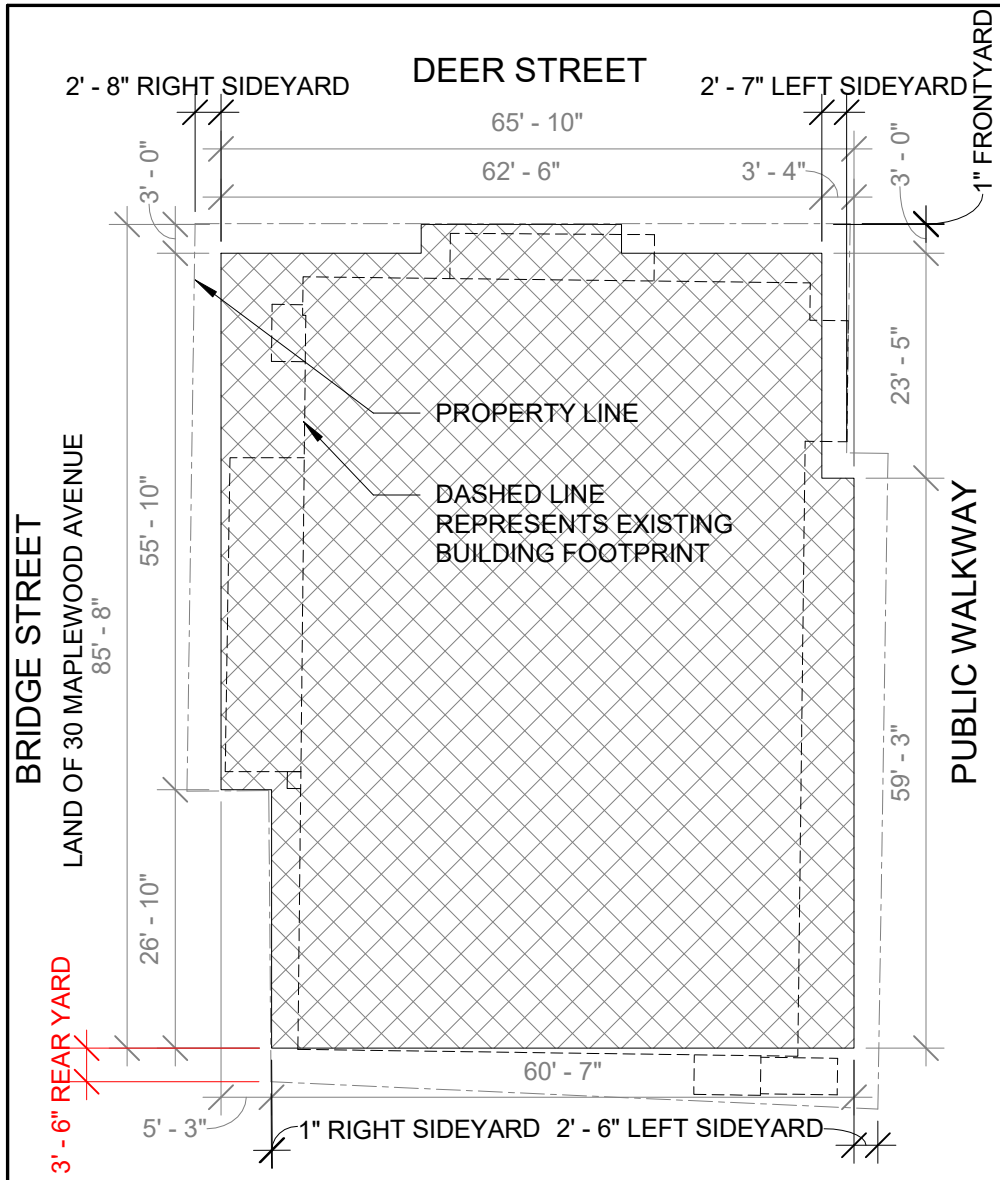 DEER STREET
2' - 8" RIGHT SIDEYARD
2' - 7" LEFT SIDEYARD
1" FRONTYARD
65' - 10"
62' - 6"
3' - 4"
3' - 0"
3' - 0"
23' - 5"
PROPERTY LINE
DASHED LINE
REPRESENTS EXISTING
BUILDING FOOTPRINT
BRIDGE STREET
LAND OF 30 MAPLEWOOD AVENUE
85' - 8"
55' - 10"
PUBLIC WALKWAY
59' - 3"
26' - 10"
3' - 6" REAR YARD
60' - 7"
5' - 3"
1" RIGHT SIDEYARD
2' - 6" LEFT SIDEYARD